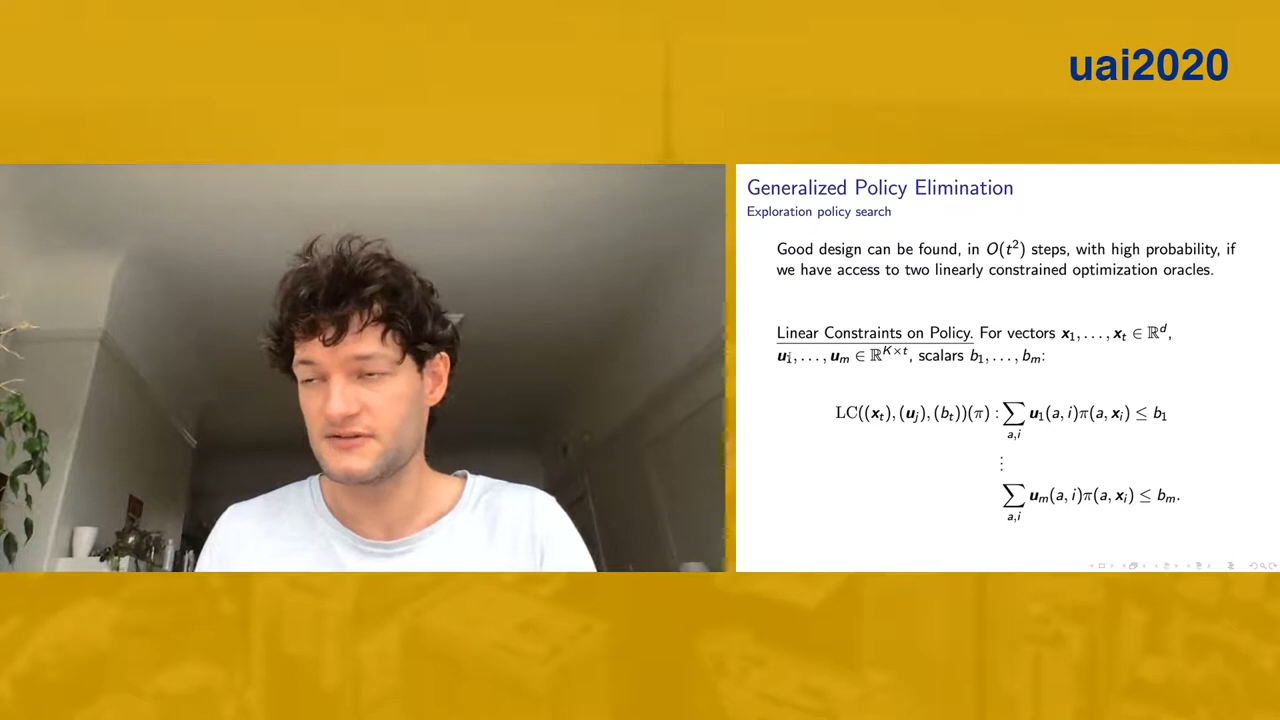 uai2020
Generalized Policy Elimination
Exploration policy search
Good design can be found, in O(t²) steps, with high probability, if
we have access to two linearly constrained optimization oracles.
Linear Constraints on Policy. For vectors x₁, . . . , xₜ ∈ ℝᵈ,
u₁, . . . , uₘ ∈ ℝᴷˣᵗ, scalars b₁, . . . , bₘ:
LC((xₜ), (uⱼ), (bₜ))(π) : ∑ u₁(a, i)π(a, xᵢ) ≤ b₁
a,i
⋮
∑ uₘ(a, i)π(a, xᵢ) ≤ bₘ.
a,i